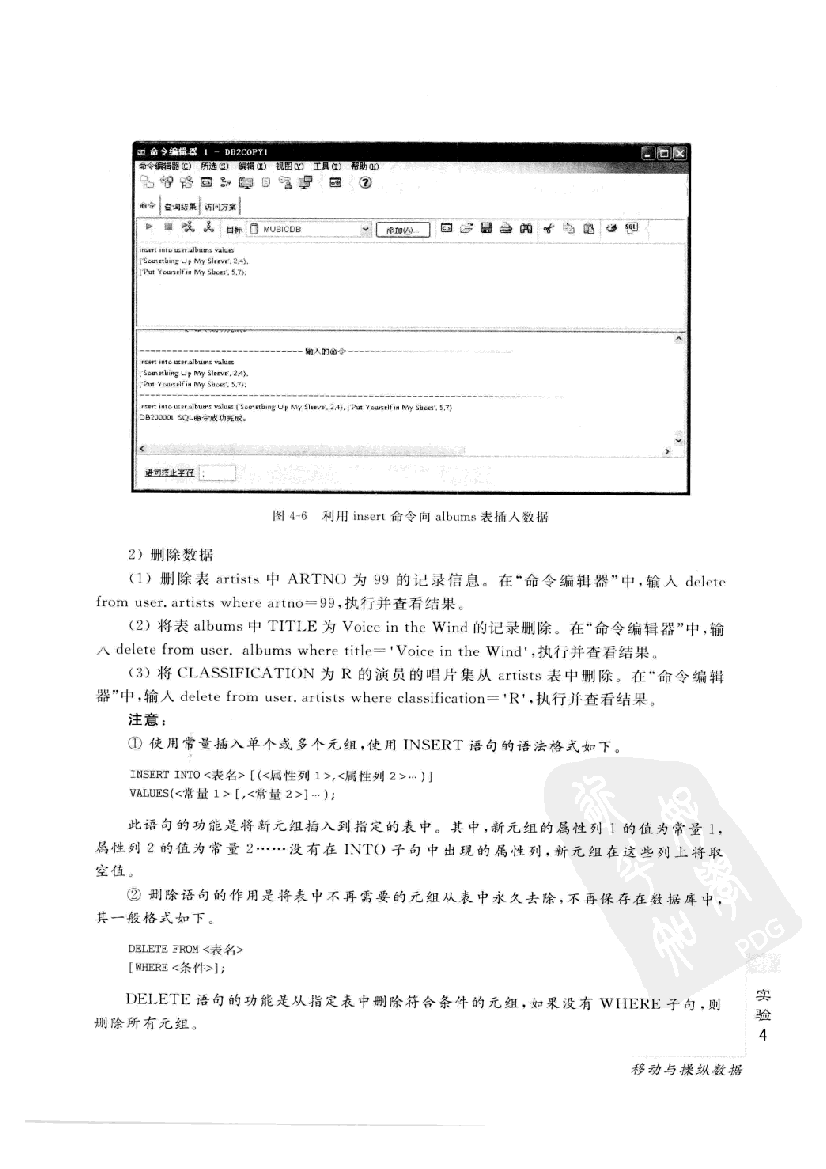 命令编辑器 1 - DB2COPY1
命令编辑器(C) 所选(S) 编辑(E) 视图(V) 工具(T) 帮助(H)
命令 查询结果 访问方案
目标 MUSICDB 添加(A)... SQL
insert into user.albums values
('Something Up My Sleeve', 2,4),
('Put Yourself in My Shoes', 5,7);
输入的命令
insert into user.albums values
('Something Up My Sleeve', 2,4),
('Put Yourself in My Shoes', 5,7);
insert into user.albums values ('Something Up My Sleeve', 2,4), ('Put Yourself in My Shoes', 5,7)
DB20000I SQL命令成功完成。
语句终止字符 ;
图 4-6 利用 insert 命令向 albums 表插入数据
2) 删除数据
(1) 删除表 artists 中 ARTNO 为 99 的记录信息。在“命令编辑器”中,输入 delete
from user. artists where artno=99,执行并查看结果。
(2) 将表 albums 中 TITLE 为 Voice in the Wind 的记录删除。在“命令编辑器”中,输
入 delete from user. albums where title='Voice in the Wind',执行并查看结果。
(3) 将 CLASSIFICATION 为 R 的演员的唱片集从 artists 表中删除。在“命令编辑
器”中,输入 delete from user. artists where classification='R',执行并查看结果。
注意:
① 使用常量插入单个或多个元组,使用 INSERT 语句的语法格式如下。
INSERT INTO <表名> [(<属性列 1>,<属性列 2>…)]
VALUES(<常量 1> [,<常量 2>]…);
此语句的功能是将新元组插入到指定的表中。其中,新元组的属性列 1 的值为常量 1,
属性列 2 的值为常量 2……没有在 INTO 子句中出现的属性列,新元组在这些列上将取
空值。
② 删除语句的作用是将表中不再需要的元组从表中永久去除,不再保存在数据库中,
其一般格式如下。
DELETE FROM <表名>
[WHERE <条件>];
DELETE 语句的功能是从指定表中删除符合条件的元组,如果没有 WHERE 子句,则
删除所有元组。
PDG
实
验
4
移动与操纵数据